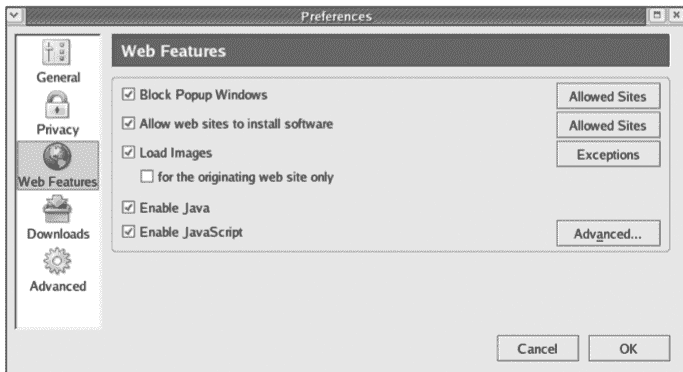 Preferences
General
Privacy
Web Features
Downloads
Advanced
Web Features
Block Popup Windows
Allowed Sites
Allow web sites to install software
Allowed Sites
Load Images
Exceptions
for the originating web site only
Enable Java
Enable JavaScript
Advanced...
Cancel
OK